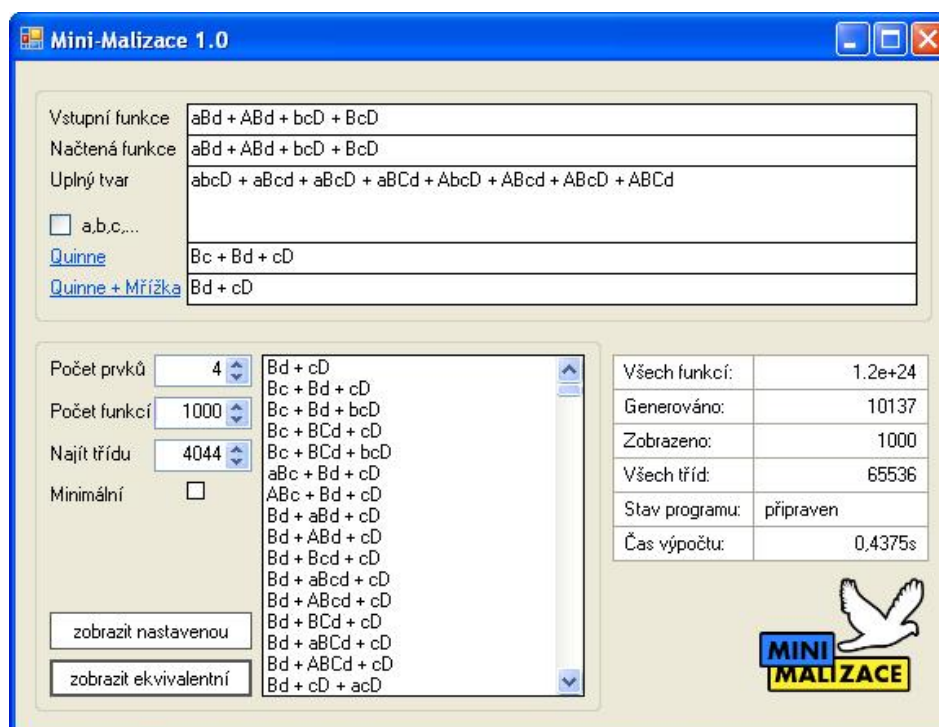 Mini-Malizace 1.0
Vstupní funkce aBd + ABd + bcD + BcD
Načtená funkce aBd + ABd + bcD + BcD
Uplný tvar abcD + aBcd + aBcD + aBCd + AbcD + ABcd + ABcD + ABCd
a,b,c,...
Quinne Bc + Bd + cD
Quinne + Mřížka Bd + cD
Počet prvků 4
Počet funkcí 1000
Najít třídu 4044
Minimální
zobrazit nastavenou
zobrazit ekvivalentní
Bd + cD
Bc + Bd + cD
Bc + Bd + bcD
Bc + BCd + cD
Bc + BCd + bcD
aBc + Bd + cD
ABc + Bd + cD
Bd + aBd + cD
Bd + ABd + cD
Bd + Bcd + cD
Bd + aBcd + cD
Bd + ABcd + cD
Bd + BCd + cD
Bd + aBCd + cD
Bd + ABCd + cD
Bd + cD + acD
Všech funkcí: 1.2e+24
Generováno: 10137
Zobrazeno: 1000
Všech tříd: 65536
Stav programu: připraven
Čas výpočtu: 0,4375s
MINI
MALIZACE